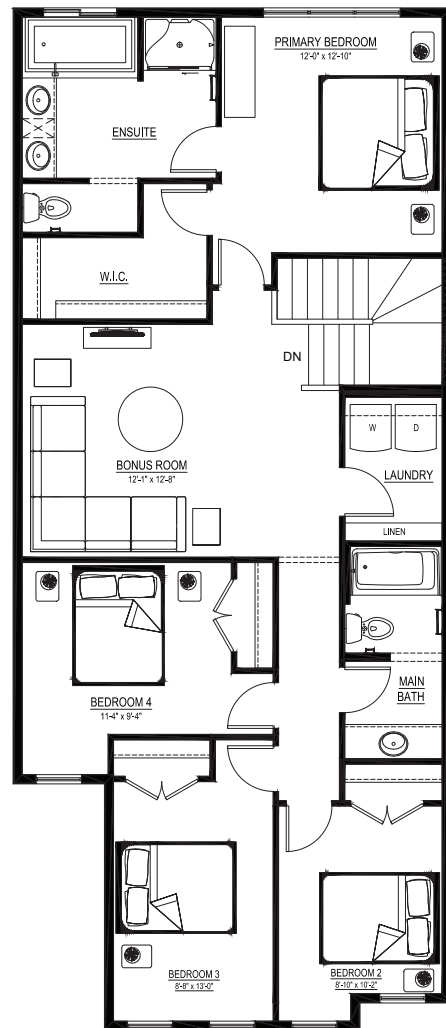 PRIMARY BEDROOM
12'-0" x 12'-10"
ENSUITE
W.I.C.
DN
W D
LAUNDRY
BONUS ROOM
12'-1" x 12'-8"
LINEN
MAIN
BATH
BEDROOM 4
11'-4" x 9'-4"
BEDROOM 3
8'-8" x 13'-0"
BEDROOM 2
8'-10" x 10'-2"